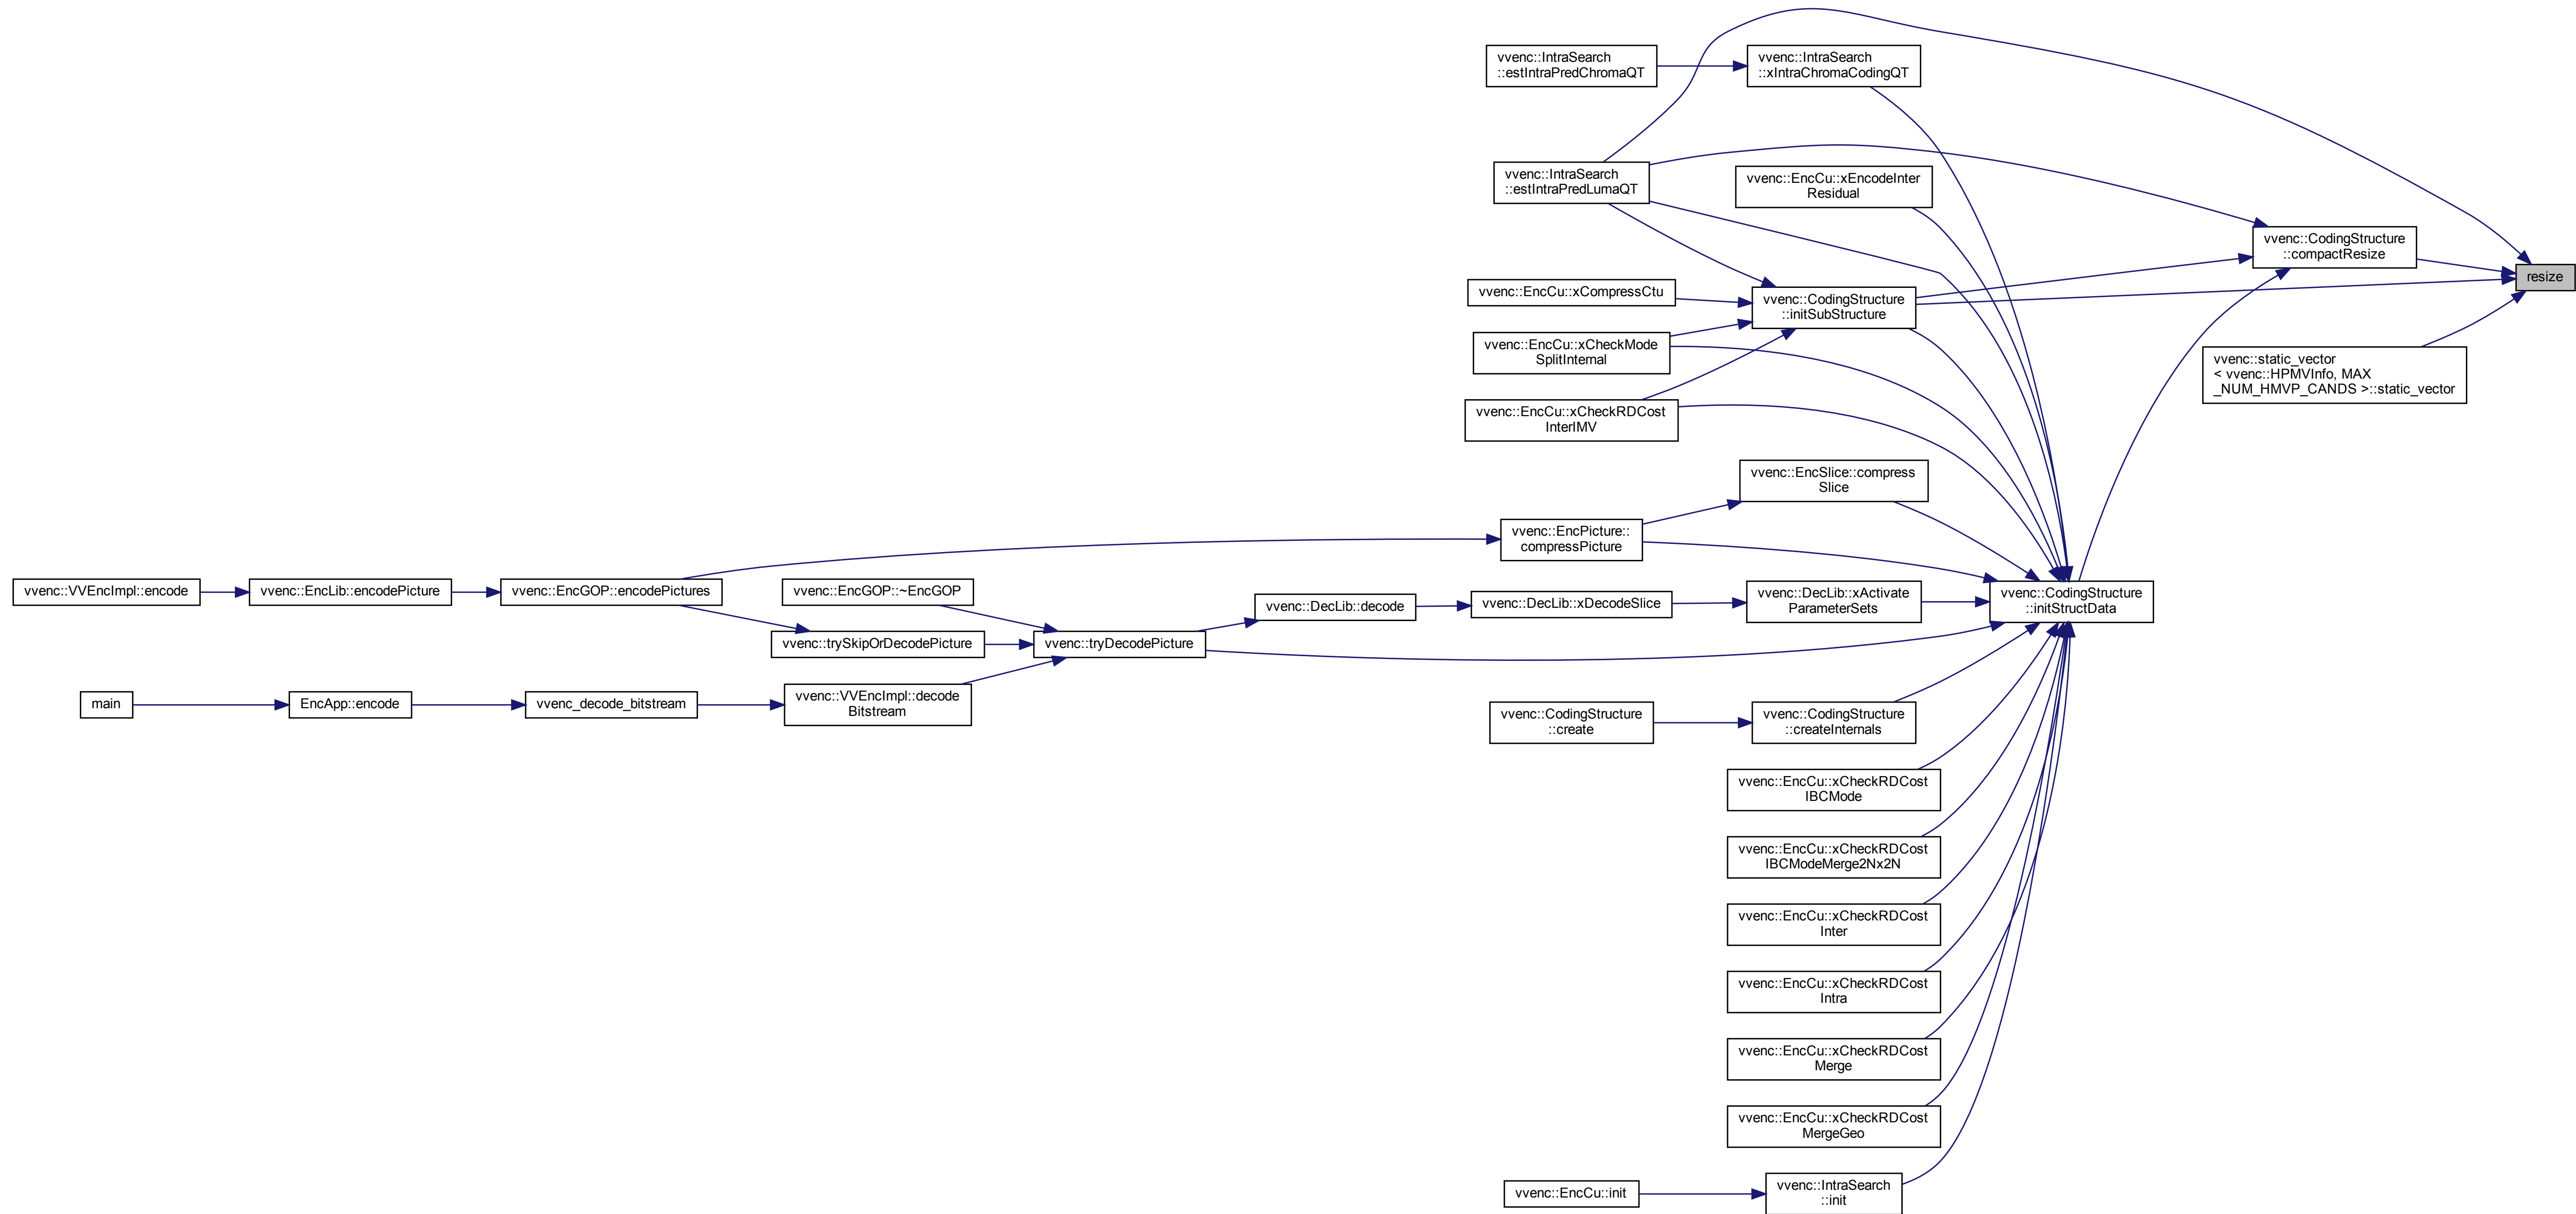 vvenc::IntraSearch
::estIntraPredChromaQT
vvenc::IntraSearch
::xIntraChromaCodingQT
vvenc::IntraSearch
::estIntraPredLumaQT
vvenc::EncCu::xEncodeInter
Residual
vvenc::CodingStructure
::compactResize
resize
vvenc::EncCu::xCompressCtu
vvenc::CodingStructure
::initSubStructure
vvenc::EncCu::xCheckMode
SplitInternal
vvenc::static_vector
< vvenc::HPMVInfo, MAX
_NUM_HMVP_CANDS >::static_vector
vvenc::EncCu::xCheckRDCost
InterIMV
vvenc::EncSlice::compress
Slice
vvenc::EncPicture::
compressPicture
vvenc::VVEncImpl::encode
vvenc::EncLib::encodePicture
vvenc::EncGOP::encodePictures
vvenc::EncGOP::~EncGOP
vvenc::DecLib::decode
vvenc::DecLib::xDecodeSlice
vvenc::DecLib::xActivate
ParameterSets
vvenc::CodingStructure
::initStructData
vvenc::trySkipOrDecodePicture
vvenc::tryDecodePicture
main
EncApp::encode
vvenc_decode_bitstream
vvenc::VVEncImpl::decode
Bitstream
vvenc::CodingStructure
::create
vvenc::CodingStructure
::createInternals
vvenc::EncCu::xCheckRDCost
IBCMode
vvenc::EncCu::xCheckRDCost
IBCModeMerge2Nx2N
vvenc::EncCu::xCheckRDCost
Inter
vvenc::EncCu::xCheckRDCost
Intra
vvenc::EncCu::xCheckRDCost
Merge
vvenc::EncCu::xCheckRDCost
MergeGeo
vvenc::EncCu::init
vvenc::IntraSearch
::init